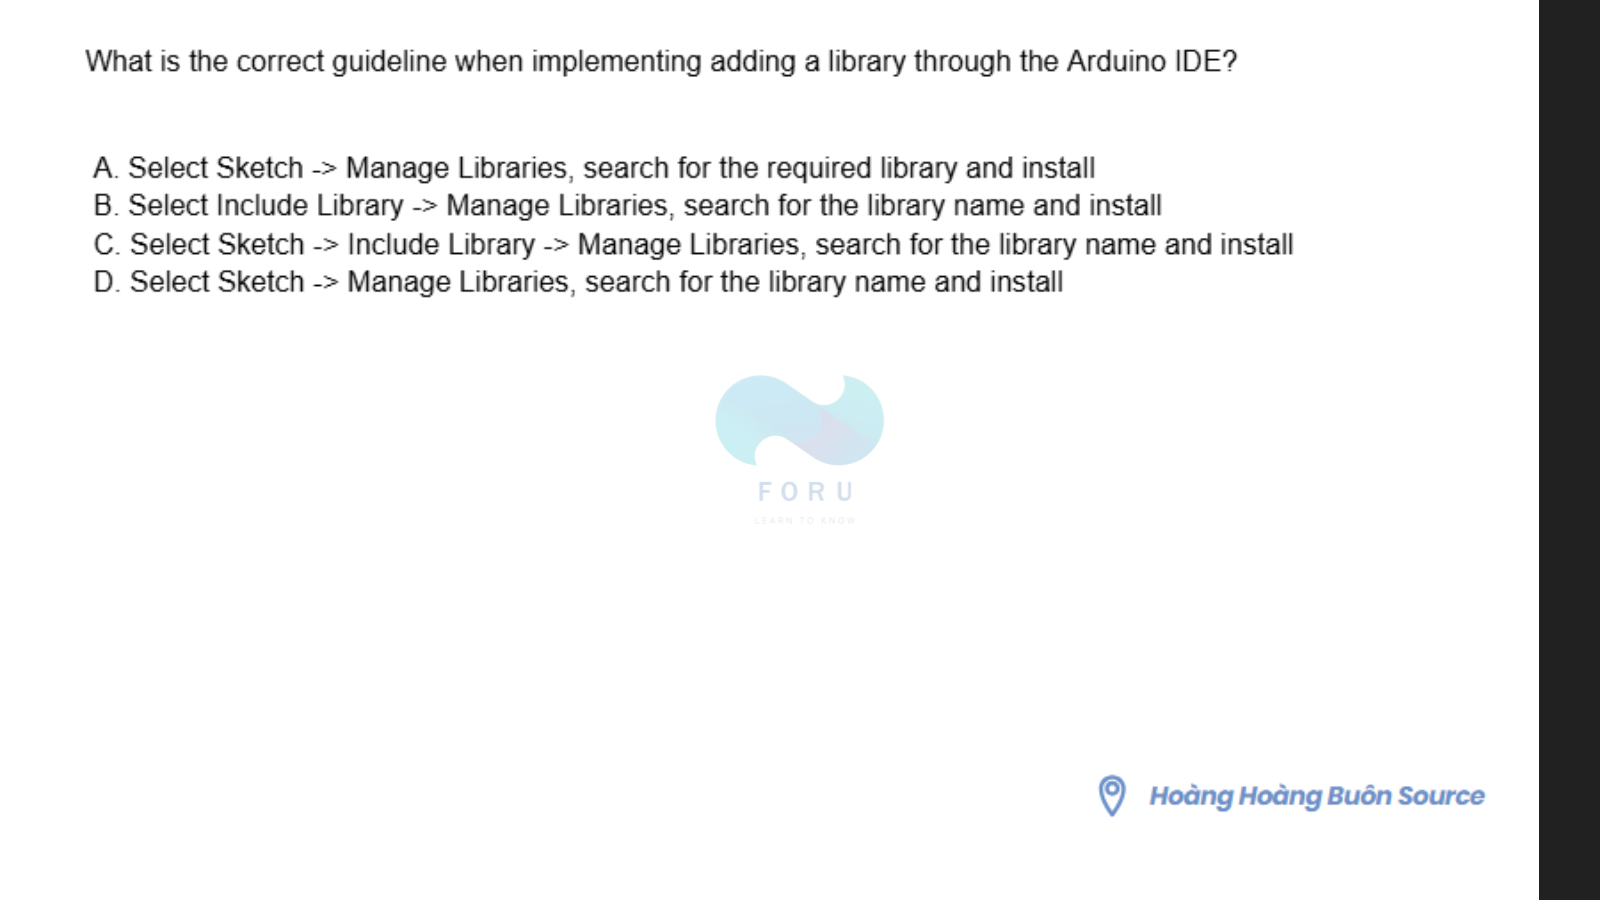 What is the correct guideline when implementing adding a library through the Arduino IDE?
A. Select Sketch -> Manage Libraries, search for the required library and install
B. Select Include Library -> Manage Libraries, search for the library name and install
C. Select Sketch -> Include Library -> Manage Libraries, search for the library name and install
D. Select Sketch -> Manage Libraries, search for the library name and install
FORU
LEARN TO KNOW
Hoàng Hoàng Buôn Source